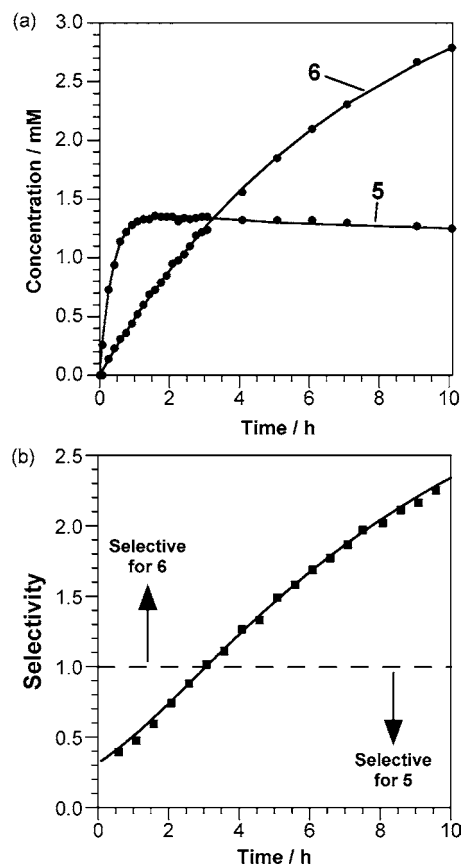 (a)
3.0
2.5
2.0
1.5
1.0
0.5
0.0
Concentration / mM
6
5
0 2 4 6 8 10
Time / h
(b)
2.5
2.0
1.5
1.0
0.5
0.0
Selectivity
Selective
for 6
Selective
for 5
0 2 4 6 8 10
Time / h